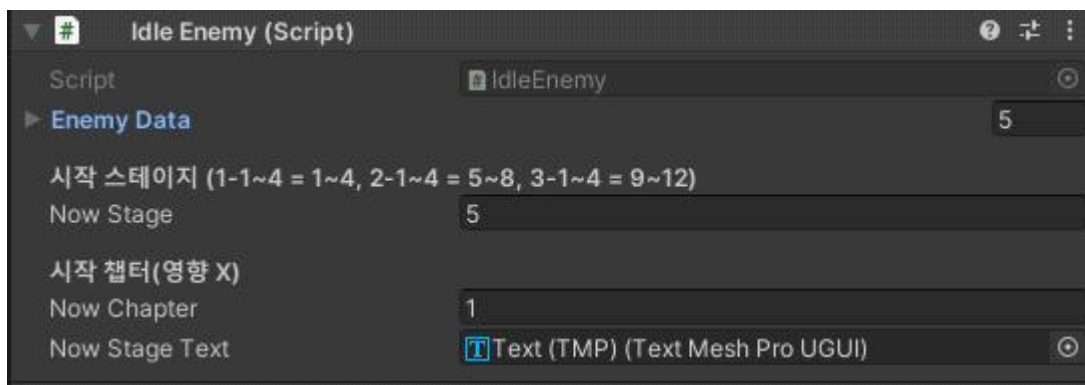 # Idle Enemy (Script)
Script # IdleEnemy
Enemy Data 5
시작 스테이지 (1-1~4 = 1~4, 2-1~4 = 5~8, 3-1~4 = 9~12)
Now Stage 5
시작 챕터(영향 X)
Now Chapter 1
Now Stage Text T Text (TMP) (Text Mesh Pro UGUI)